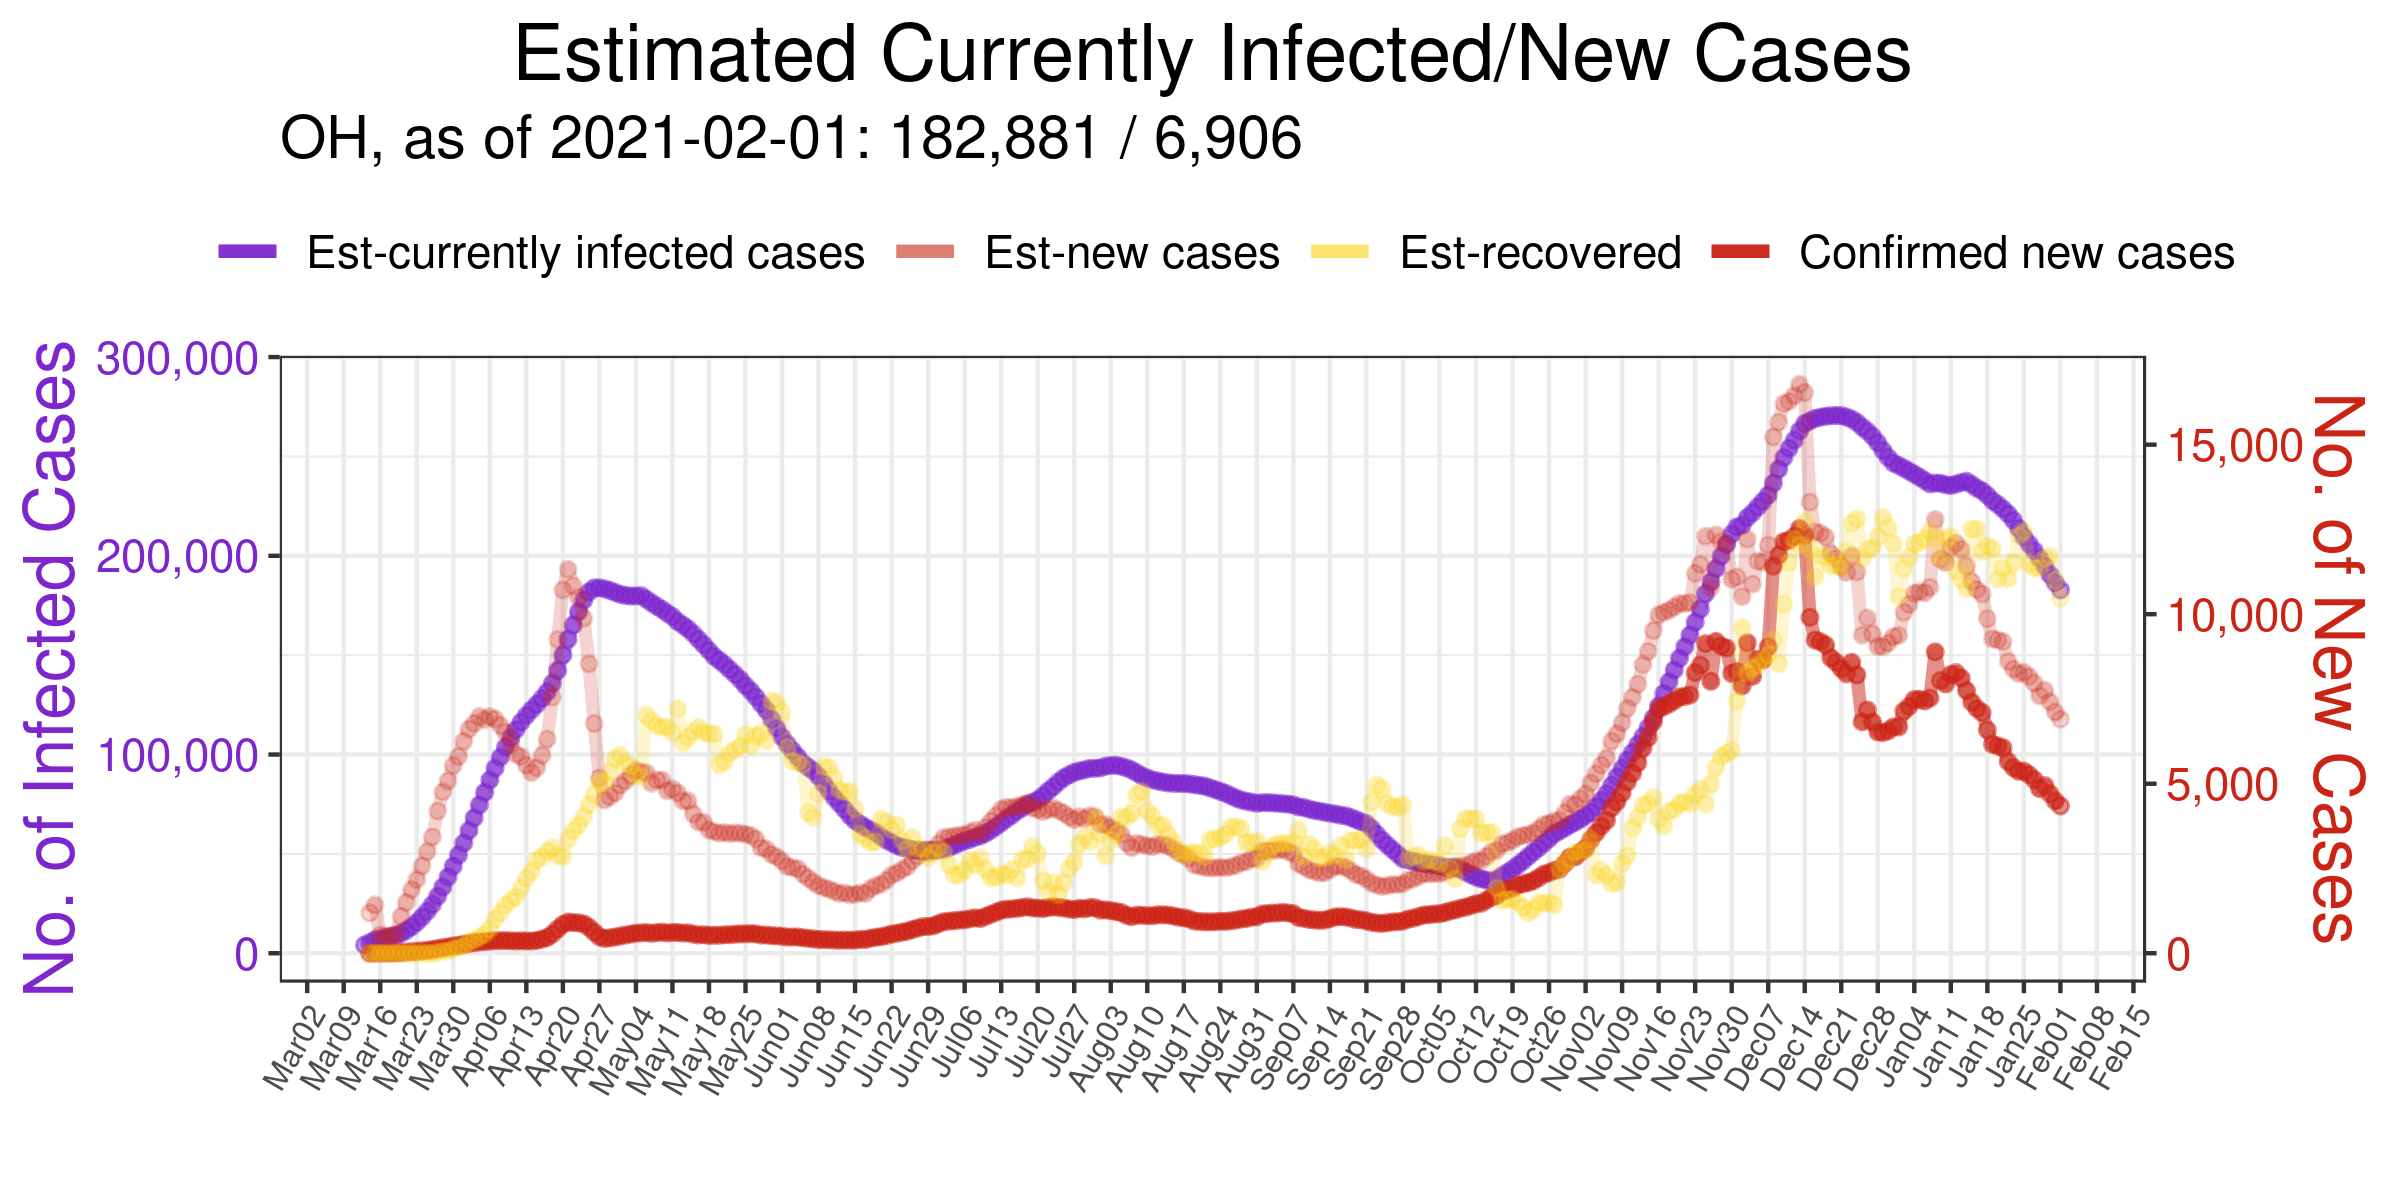 Estimated Currently Infected/New Cases
OH, as of 2021-02-01: 182,881 / 6,906
Est-currently infected cases
Est-new cases
Est-recovered
Confirmed new cases
No. of Infected Cases
300,000
200,000
100,000
0
15,000
10,000
5,000
0
No. of New Cases
Mar02
Mar09
Mar16
Mar23
Mar30
Apr06
Apr13
Apr20
Apr27
May04
May11
May18
May25
Jun01
Jun08
Jun15
Jun22
Jun29
Jul06
Jul13
Jul20
Jul27
Aug03
Aug10
Aug17
Aug24
Aug31
Sep07
Sep14
Sep21
Sep28
Oct05
Oct12
Oct19
Oct26
Nov02
Nov09
Nov16
Nov23
Nov30
Dec07
Dec14
Dec21
Dec28
Jan04
Jan11
Jan18
Jan25
Feb01
Feb08
Feb15